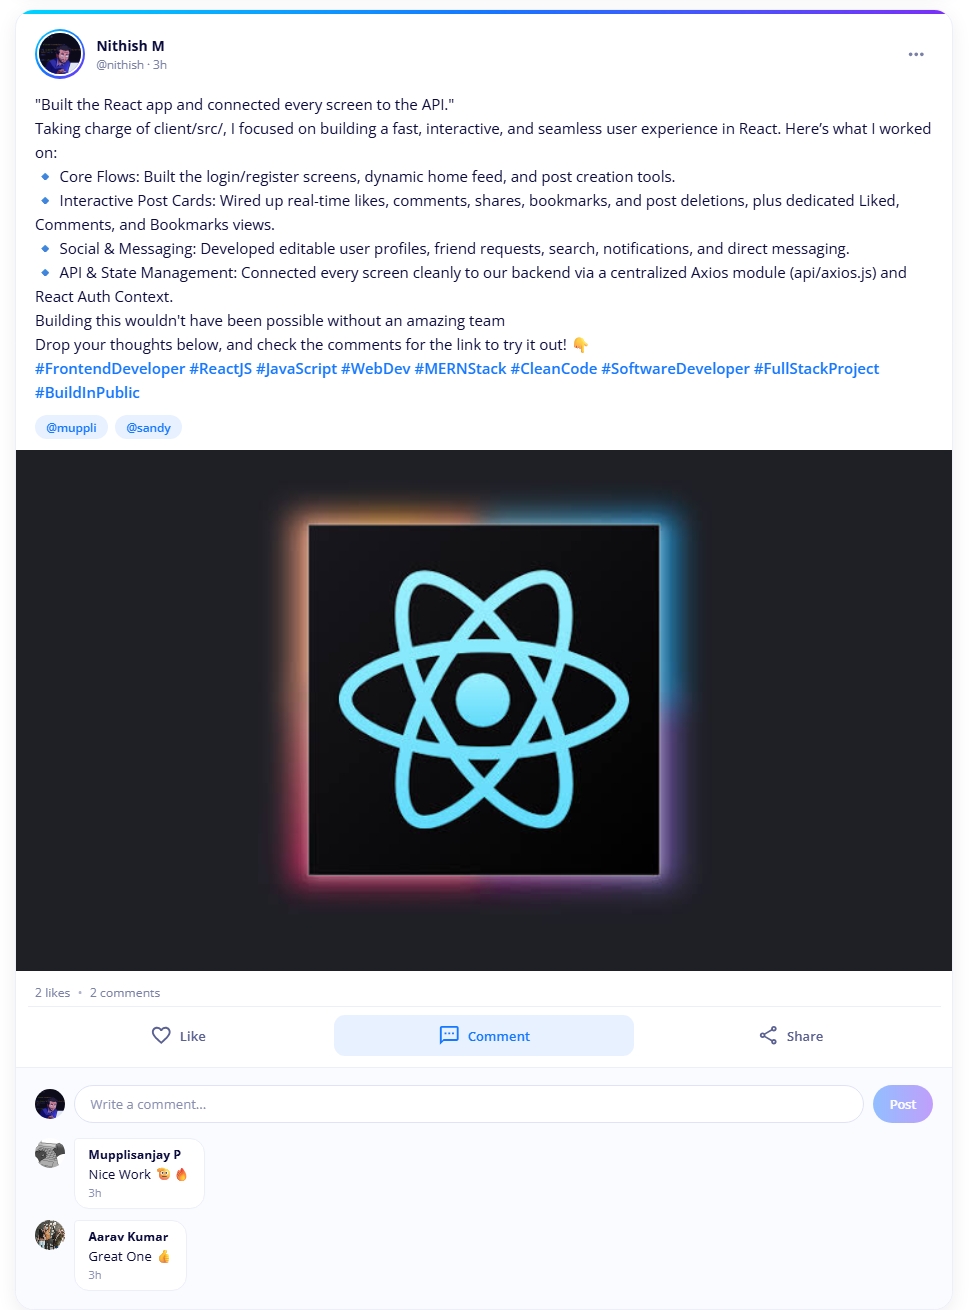 Nithish M
@nithish · 3h
"Built the React app and connected every screen to the API."
Taking charge of client/src/, I focused on building a fast, interactive, and seamless user experience in React. Here’s what I worked
on:
🔹 Core Flows: Built the login/register screens, dynamic home feed, and post creation tools.
🔹 Interactive Post Cards: Wired up real-time likes, comments, shares, bookmarks, and post deletions, plus dedicated Liked,
Comments, and Bookmarks views.
🔹 Social & Messaging: Developed editable user profiles, friend requests, search, notifications, and direct messaging.
🔹 API & State Management: Connected every screen cleanly to our backend via a centralized Axios module (api/axios.js) and
React Auth Context.
Building this wouldn't have been possible without an amazing team
Drop your thoughts below, and check the comments for the link to try it out! 👇
#FrontendDeveloper #ReactJS #JavaScript #WebDev #MERNStack #CleanCode #SoftwareDeveloper #FullStackProject
#BuildInPublic
@muppli @sandy
2 likes • 2 comments
Like Comment Share
Write a comment... Post
Mupplisanjay P
Nice Work 🫡 🔥
3h
Aarav Kumar
Great One 👍
3h